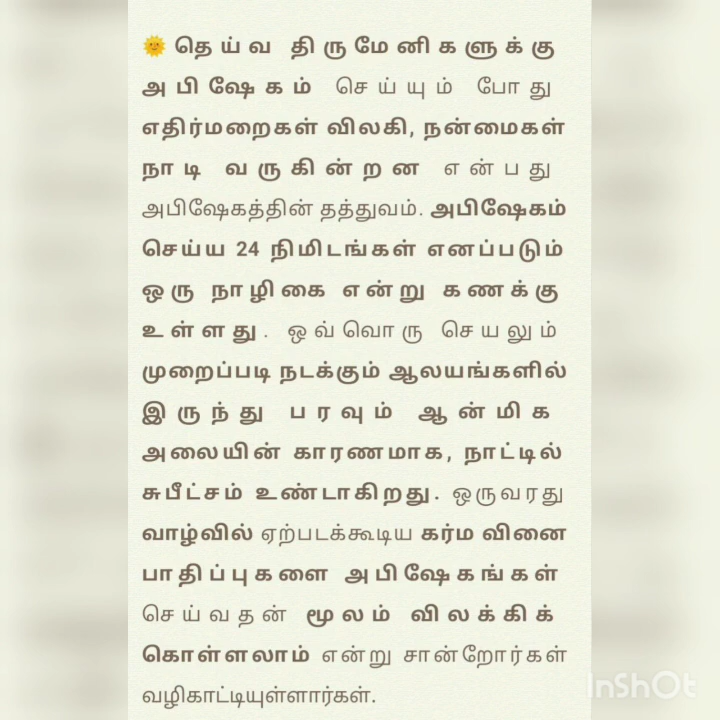 🌞 தெய்வ திருமேனிகளுக்கு
அபிஷேகம் செய்யும் போது
எதிர்மறைகள் விலகி, நன்மைகள்
நாடி வருகின்றன என்பது
அபிஷேகத்தின் தத்துவம். அபிஷேகம்
செய்ய 24 நிமிடங்கள் எனப்படும்
ஒரு நாழிகை என்று கணக்கு
உள்ளது. ஒவ்வொரு செயலும்
முறைப்படி நடக்கும் ஆலயங்களில்
இருந்து பரவும் ஆன்மிக
அலையின் காரணமாக, நாட்டில்
சுபீட்சம் உண்டாகிறது. ஒருவரது
வாழ்வில் ஏற்படக்கூடிய கர்ம வினை
பாதிப்புகளை அபிஷேகங்கள்
செய்வதன் மூலம் விலக்கிக்
கொள்ளலாம் என்று சான்றோர்கள்
வழிகாட்டியுள்ளார்கள்.
InShOt